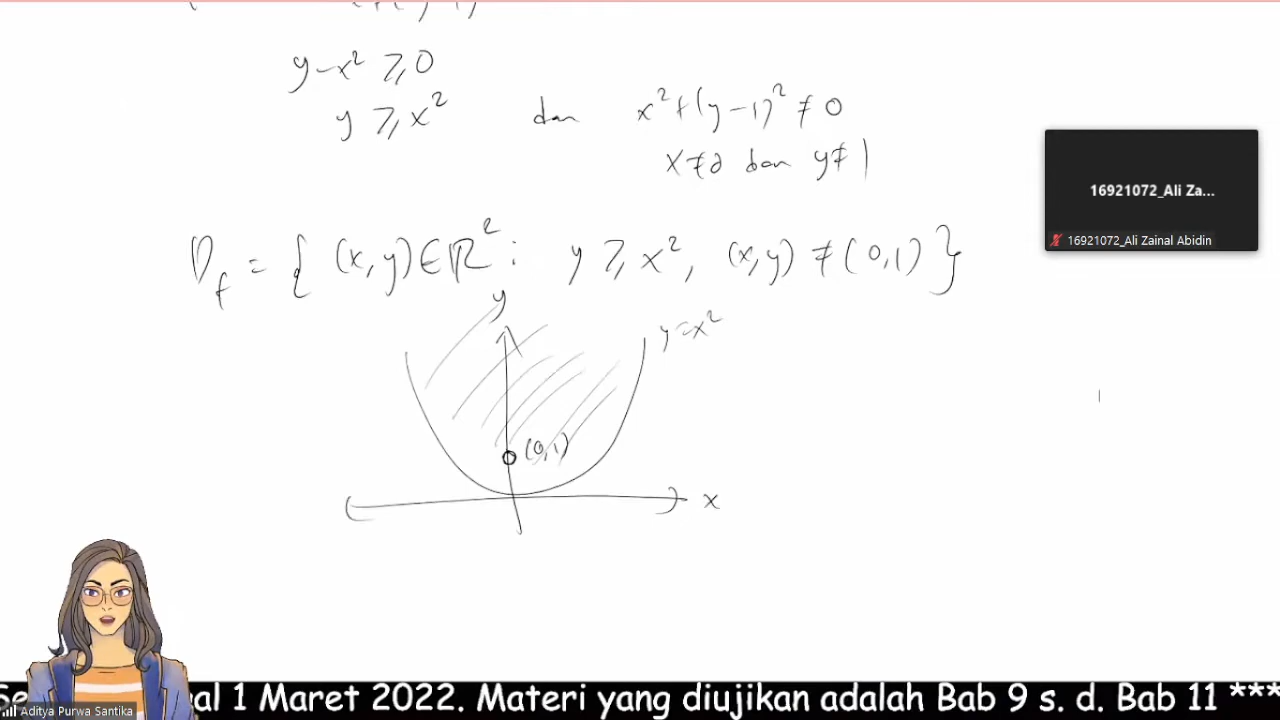 y-x² ≥ 0
y ≥ x² dan x²+(y-1)² ≠ 0
x≠0 dan y≠1
D_f = { (x,y)∈ℝ² : y ≥ x², (x,y) ≠ (0,1) }
y
y=x²
(0,1)
x
16921072_Ali Za...
16921072_Ali Zainal Abidin
al 1 Maret 2022. Materi yang diujikan adalah Bab 9 s. d. Bab 11 ***
Aditya Purwa Santika